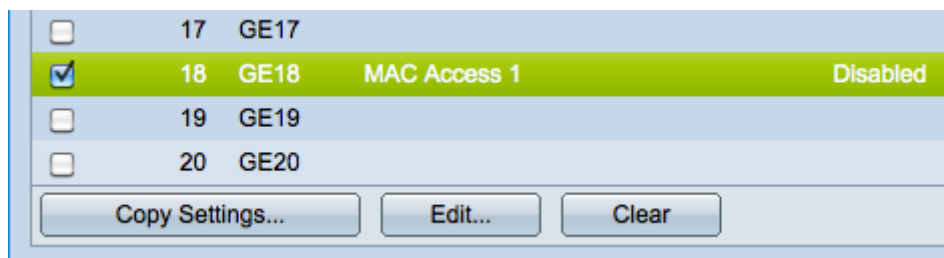 17 GE17
18 GE18 MAC Access 1 Disabled
19 GE19
20 GE20
Copy Settings... Edit... Clear